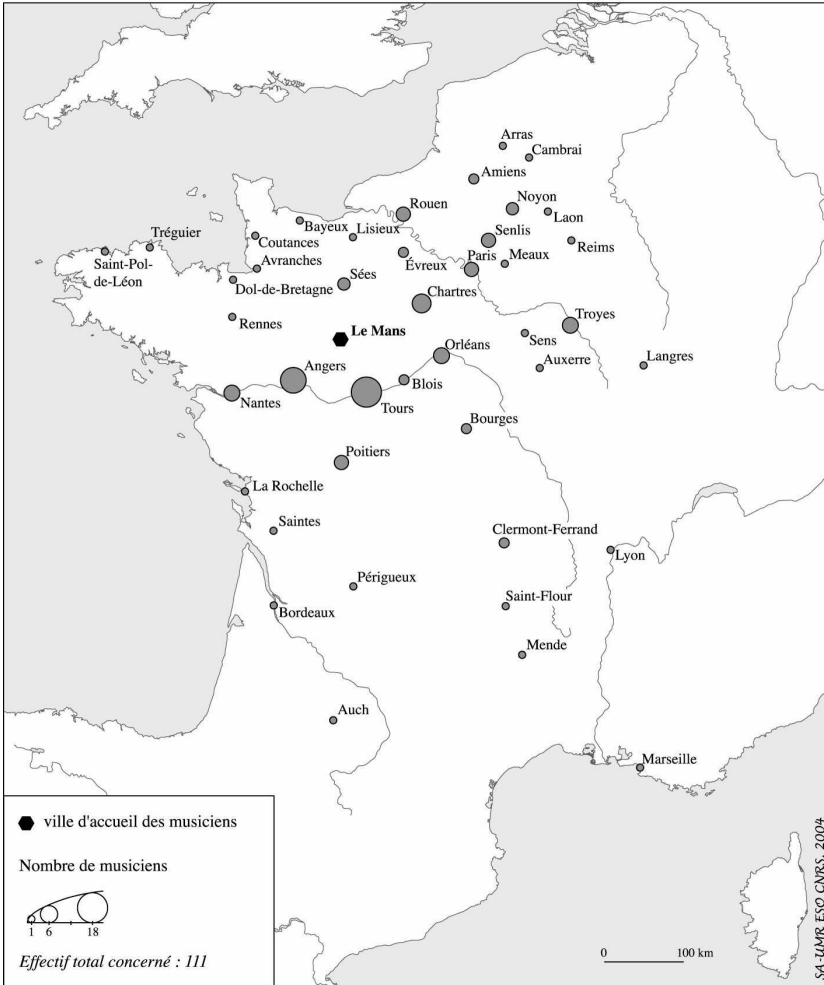 Arras
Cambrai
Amiens
Rouen
Noyon
Laon
Bayeux
Lisieux
Senlis
Tréguier
Coutances
Reims
Meaux
Paris
Évreux
Avranches
Saint-Pol-
de-Léon
Sées
Dol-de-Bretagne
Chartres
Troyes
Rennes
Le Mans
Sens
Orléans
Langres
Auxerre
Angers
Blois
Nantes
Tours
Bourges
Poitiers
La Rochelle
Saintes
Clermont-Ferrand
Lyon
Périgueux
Saint-Flour
Bordeaux
Mende
Auch
Marseille
ville d'accueil des musiciens
Nombre de musiciens
1 6 18
Effectif total concerné : 111
0 100 km
SA-UMR ESO CNRS, 2004